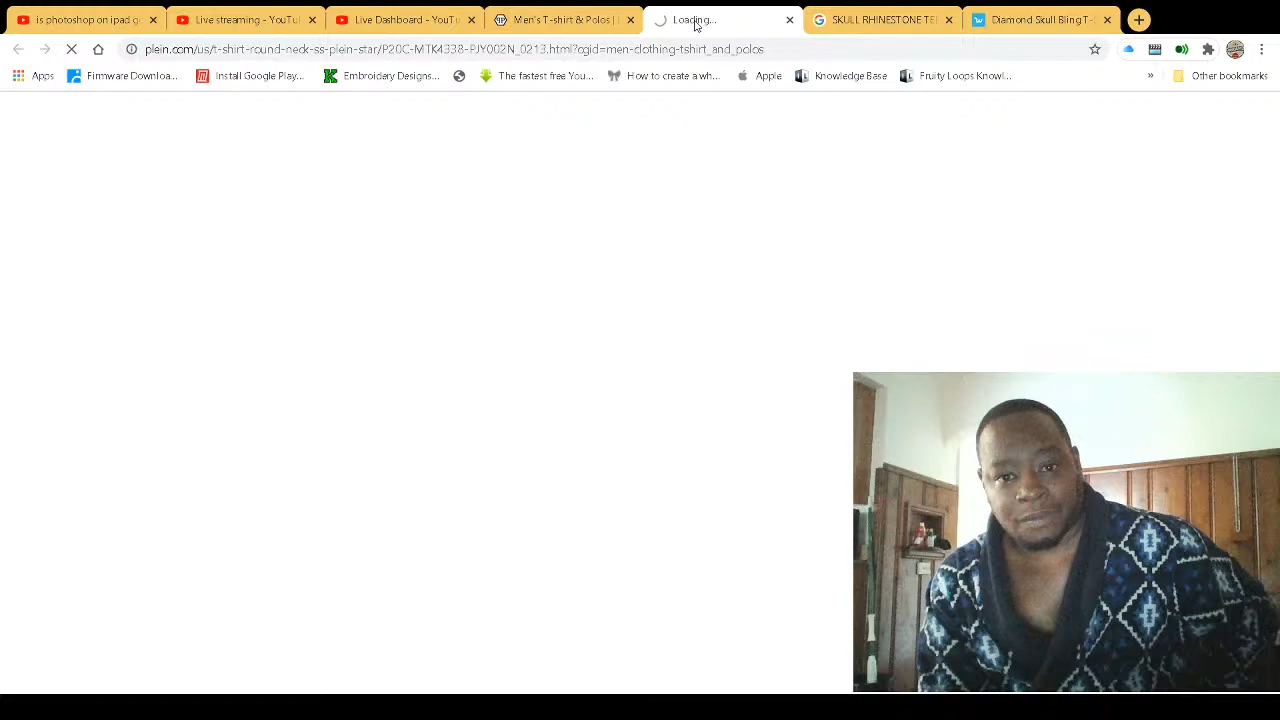 is photoshop on ipad g
Live streaming - YouTu
Live Dashboard - YouTu
Men's T-shirt & Polos |
Loading...
SKULL RHINESTONE TE
Diamond Skull Bling T-
plein.com/us/t-shirt-round-neck-ss-plein-star/P20C-MTK4338-PJY002N_0213.html?cgid=men-clothing-tshirt_and_polos
Apps
Firmware Downloa...
Install Google Play...
Embroidery Designs...
The fastest free You...
How to create a wh...
Apple
Knowledge Base
Fruity Loops Knowl...
Other bookmarks